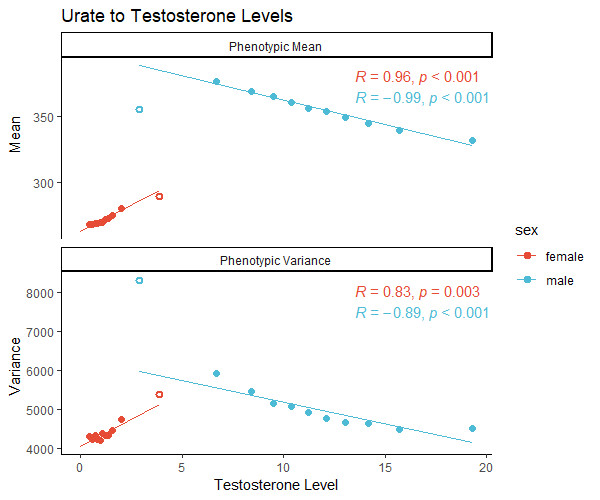 Urate to Testosterone Levels
Phenotypic Mean
R = 0.96, p < 0.001
R = −0.99, p < 0.001
350
300
Mean
Phenotypic Variance
R = 0.83, p = 0.003
R = −0.89, p < 0.001
8000
7000
6000
5000
4000
Variance
0 5 10 15 20
Testosterone Level
sex
female
male